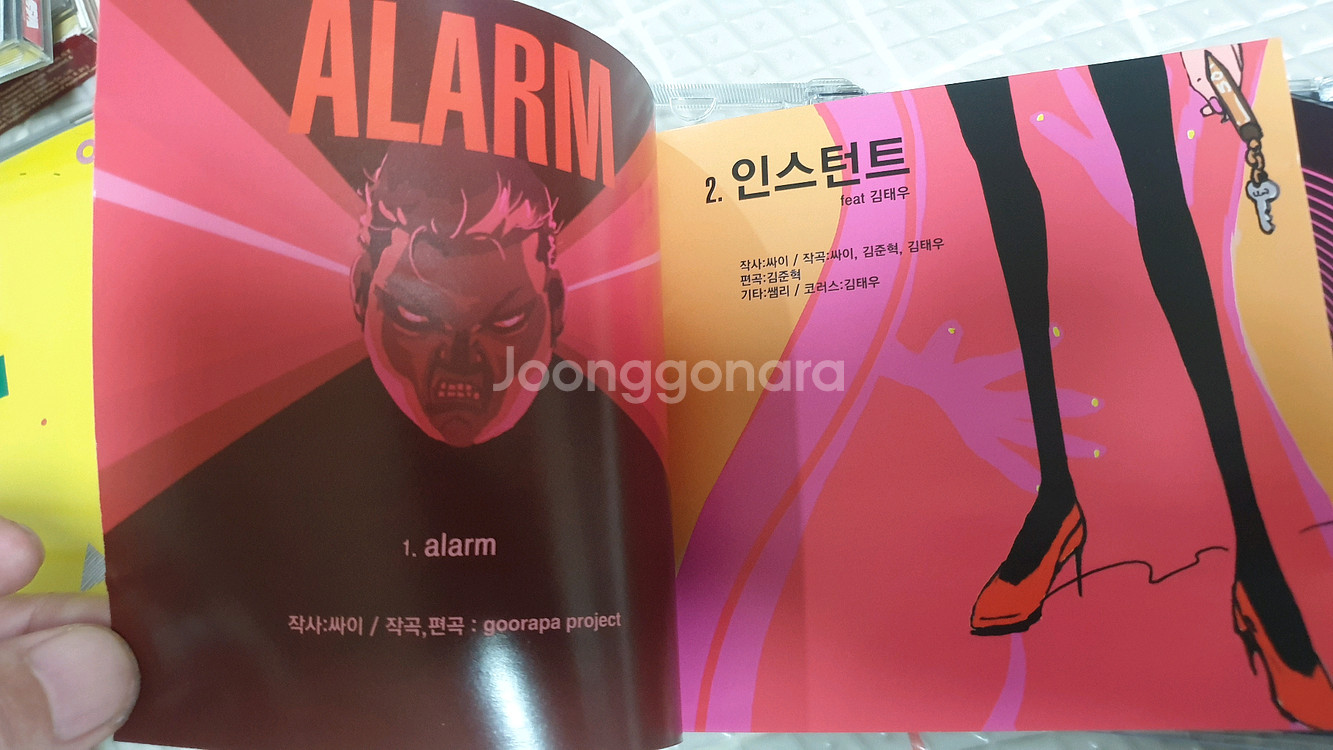 ALARM
1. alarm
작사:싸이 / 작곡,편곡 : goorapa project
2. 인스턴트
feat 김태우
작사:싸이 / 작곡:싸이, 김준혁, 김태우
편곡:김준혁
기타:쌤리 / 코러스:김태우
Joonggonara